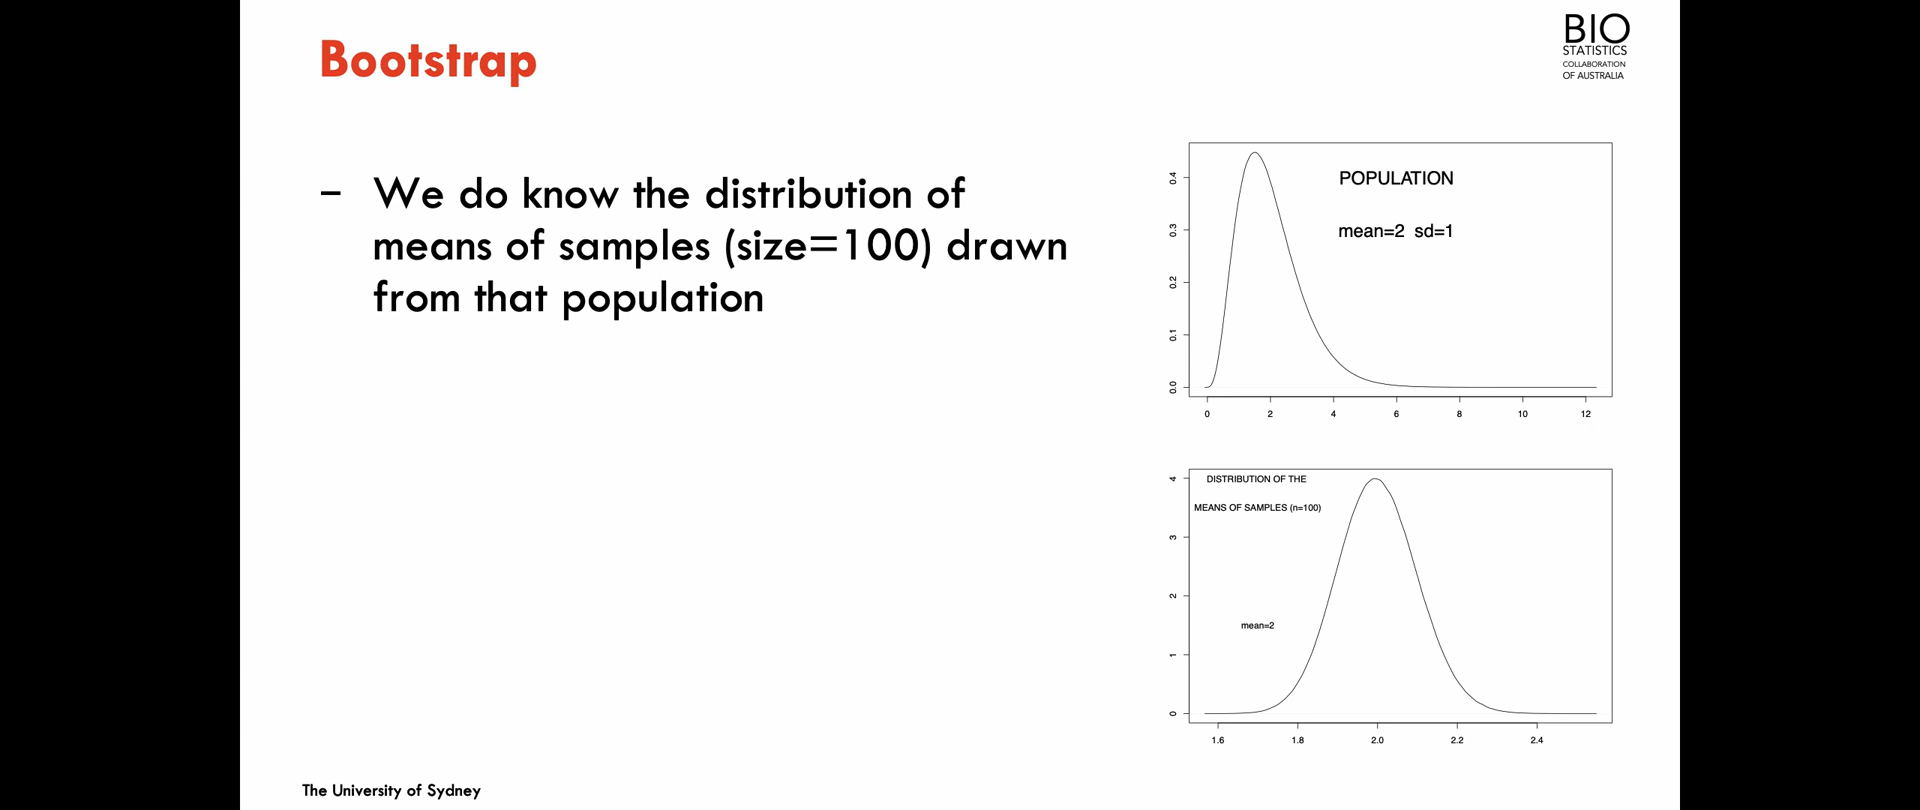 Bootstrap
BIO
STATISTICS
COLLABORATION
OF AUSTRALIA
– We do know the distribution of
means of samples (size=100) drawn
from that population
POPULATION
mean=2 sd=1
0.4
0.3
0.2
0.1
0.0
0 2 4 6 8 10 12
DISTRIBUTION OF THE
MEANS OF SAMPLES (n=100)
mean=2
4
3
2
1
0
1.6 1.8 2.0 2.2 2.4
The University of Sydney